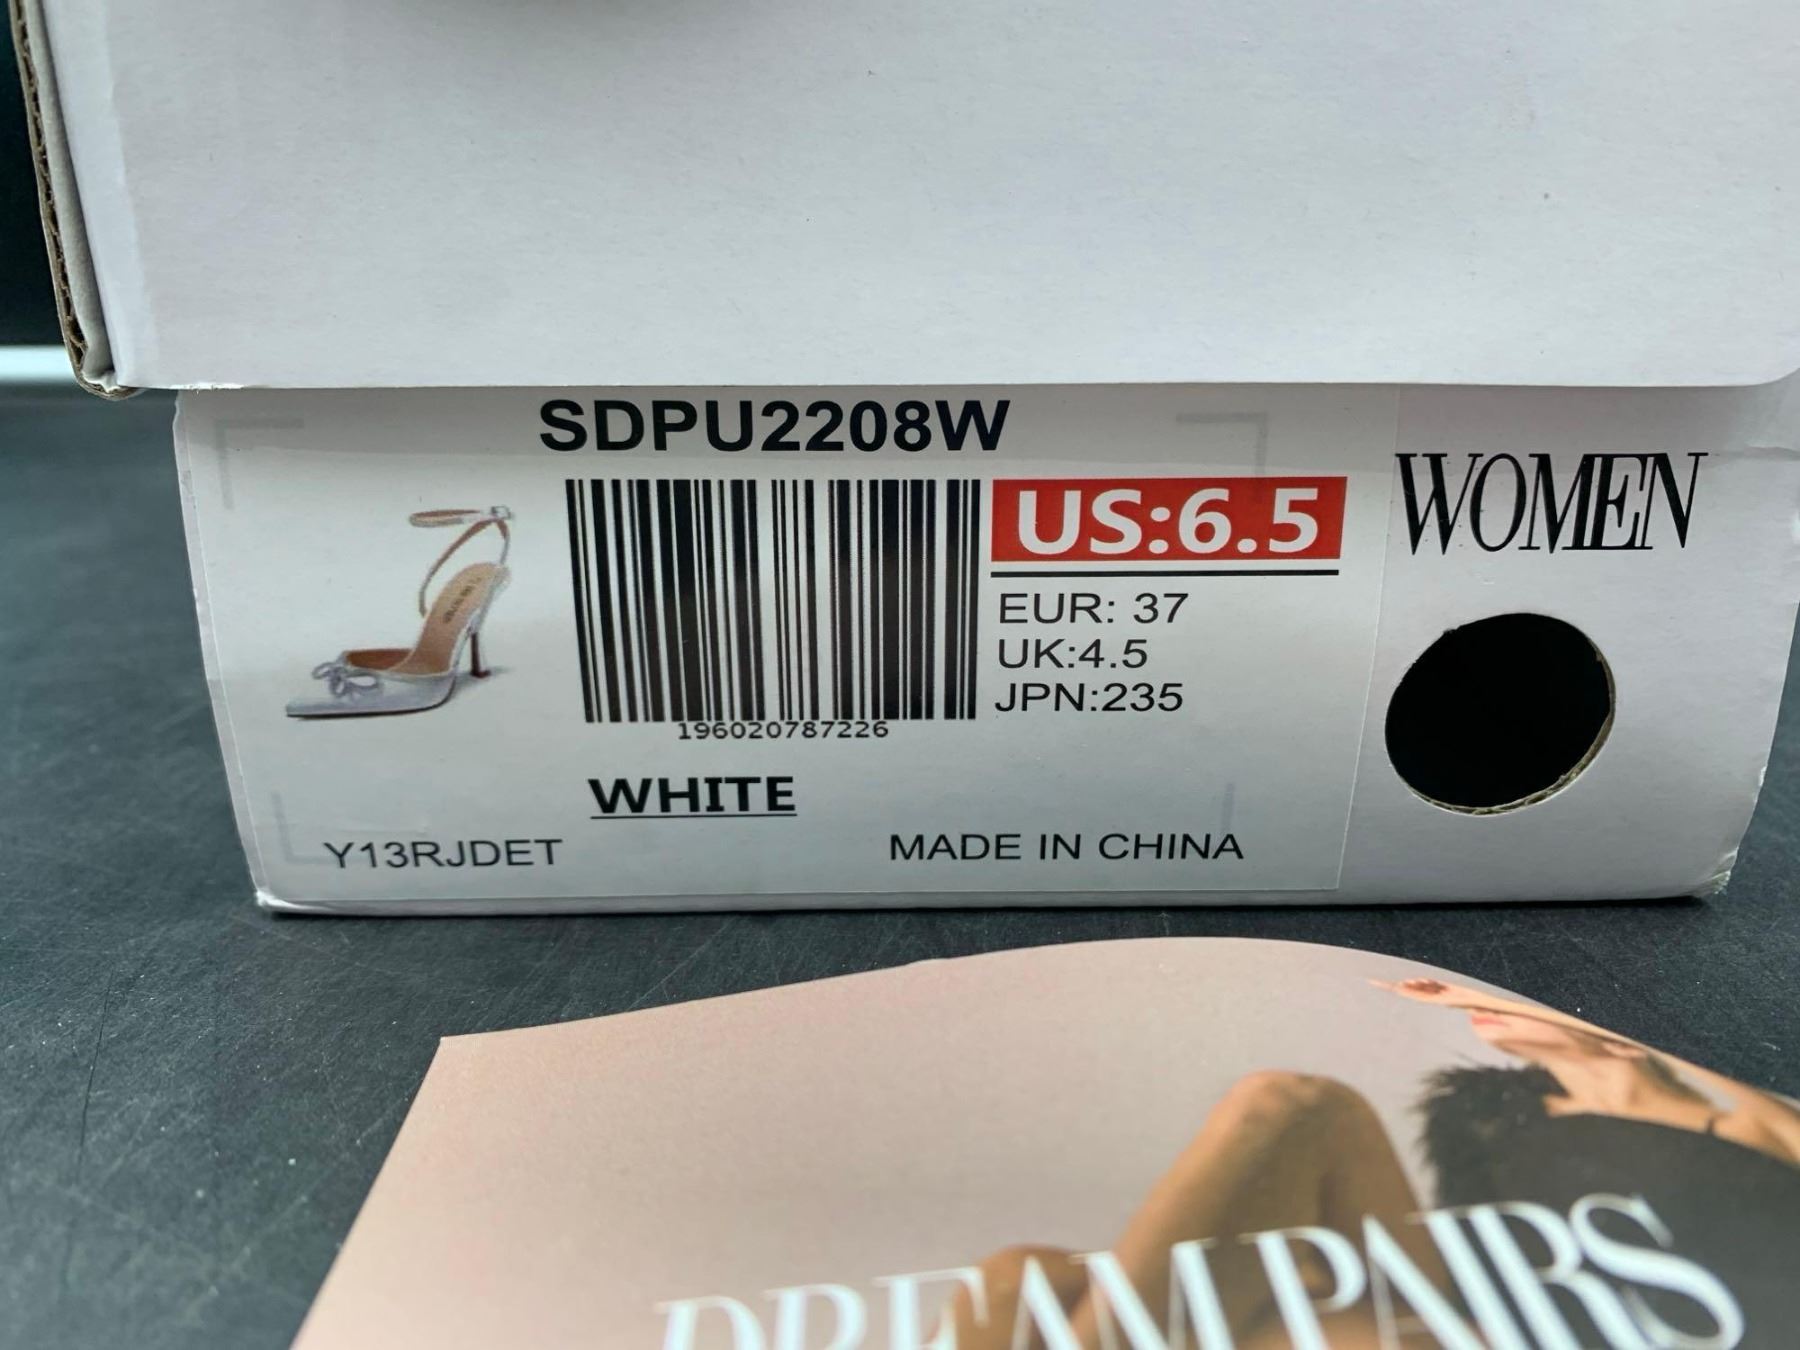 SDPU2208W
US:6.5
EUR: 37
UK:4.5
JPN:235
196020787226
WHITE
Y13RJDET
MADE IN CHINA
WOMEN
DREAM PAIRS